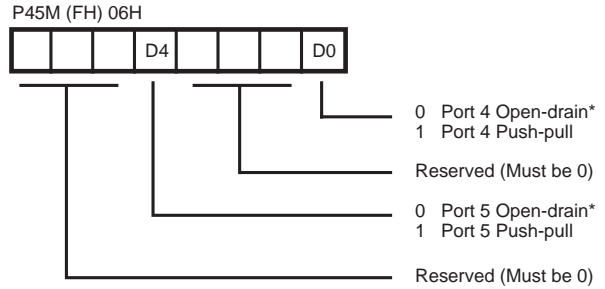 P45M (FH) 06H
D4 D0
0 Port 4 Open-drain*
1 Port 4 Push-pull
Reserved (Must be 0)
0 Port 5 Open-drain*
1 Port 5 Push-pull
Reserved (Must be 0)